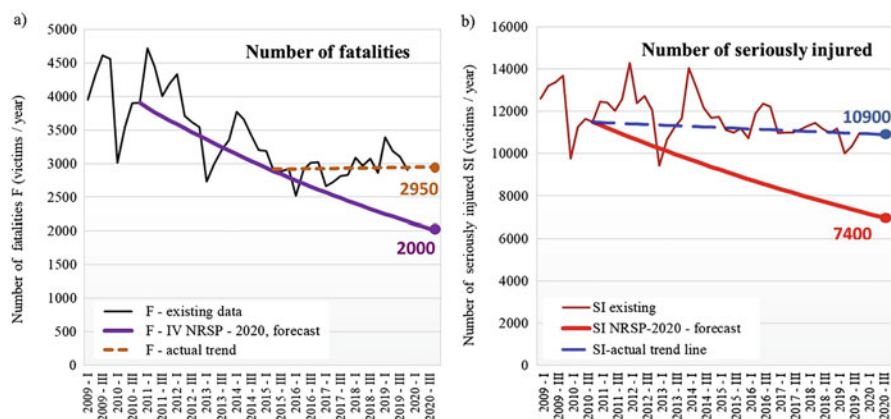 a)
Number of fatalities
Number of fatalities F (victims / year)
5000
4500
4000
3500
3000
2500
2000
1500
1000
500
0
2950
2000
F - existing data
F - IV NRSP - 2020, forecast
F - actual trend
2009 - I
2009 - III
2010 - I
2010 - III
2011 - I
2011 - III
2012 - I
2012 - III
2013 - I
2013 - III
2014 - I
2014 - III
2015 - I
2015 - III
2016 - I
2016 - III
2017 - I
2017 - III
2018 - I
2018 - III
2019 - I
2019 - III
2020 - I
2020 - III
b)
Number of seriously injured
Number of seriously injured SI (victims / year)
16000
14000
12000
10000
8000
6000
4000
2000
0
10900
7400
SI existing
SI NRSP-2020 - forecast
SI-actual trend line
2009 - I
2009 - III
2010 - I
2010 - III
2011 - I
2011 - III
2012 - I
2012 - III
2013 - I
2013 - III
2014 - I
2014 - III
2015 - I
2015 - III
2016 - I
2016 - III
2017 - I
2017 - III
2018 - I
2018 - III
2019 - I
2019 - III
2020 - I
2020 - III